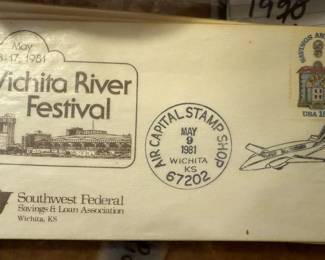 1990
May
-17, 1981
Wichita River
Festival
AIR CAPITAL STAMP SHOP
MAY
9
1981
WICHITA
KS
67202
USA 18
Southwest Federal
Savings & Loan Association
Wichita, KS